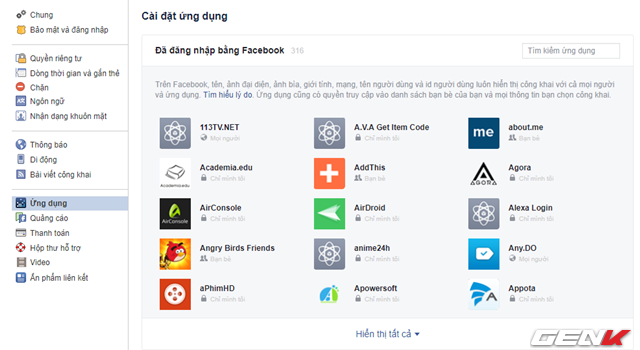 Chung
Bảo mật và đăng nhập
Quyền riêng tư
Dòng thời gian và gắn thẻ
Chặn
Ngôn ngữ
Nhận dạng khuôn mặt
Thông báo
Di động
Bài viết công khai
Ứng dụng
Quảng cáo
Thanh toán
Hộp thư hỗ trợ
Video
Ấn phẩm liên kết
Cài đặt ứng dụng
Đã đăng nhập bằng Facebook 316
Tìm kiếm ứng dụng
Trên Facebook, tên, ảnh đại diện, ảnh bìa, giới tính, mạng, tên người dùng và id người dùng luôn hiển thị công khai với cả mọi người
và ứng dụng. Tìm hiểu lý do. Ứng dụng cũng có quyền truy cập vào danh sách bạn bè của bạn và mọi thông tin bạn chọn công khai.
113TV.NET
Mọi người
A.V.A Get Item Code
Chỉ mình tôi
me
about.me
Chỉ mình tôi
Academia.edu
Academia.edu
Chỉ mình tôi
AddThis
Bạn bè
AGORA
Agora
Chỉ mình tôi
AirConsole
AirConsole
Chỉ mình tôi
AirDroid
Chỉ mình tôi
Alexa Login
Chỉ mình tôi
Angry Birds Friends
Bạn bè
anime24h
Chỉ mình tôi
Any.DO
Mọi người
aPhimHD
Chỉ mình tôi
Apowersoft
Chỉ mình tôi
Appota
Chỉ mình tôi
Hiển thị tất cả
GENK